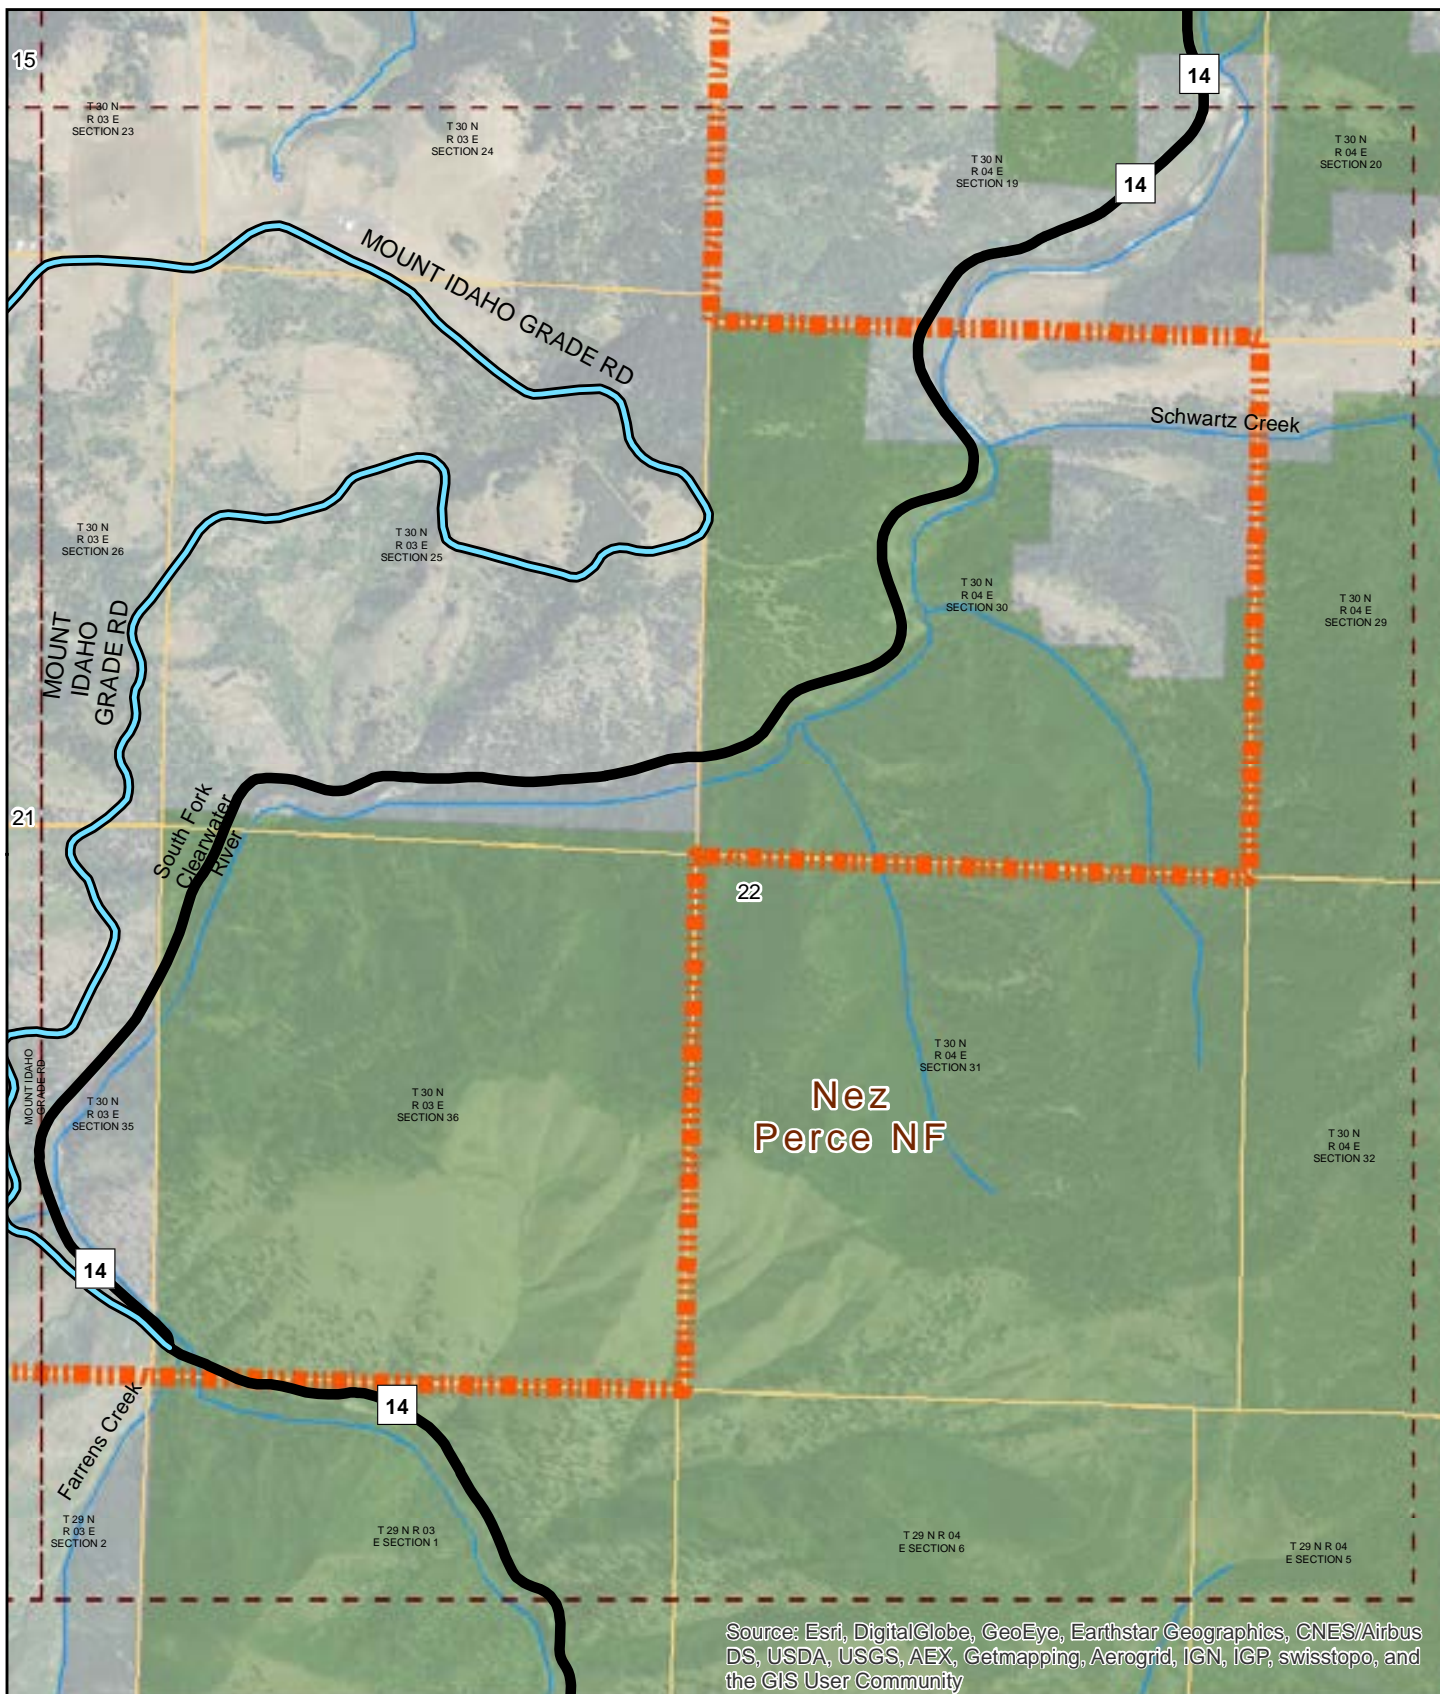 15
14
T 30 N
R 03 E
SECTION 23
T 30 N
R 03 E
SECTION 24
T 30 N
R 04 E
SECTION 19
T 30 N
R 04 E
SECTION 20
14
MOUNT IDAHO GRADE RD
Schwartz Creek
T 30 N
R 03 E
SECTION 26
T 30 N
R 03 E
SECTION 25
T 30 N
R 04 E
SECTION 30
T 30 N
R 04 E
SECTION 29
MOUNT
IDAHO
GRADE RD
21
South Fork
Clearwater
River
22
MOUNT IDAHO
GRADE RD
T 30 N
R 03 E
SECTION 35
T 30 N
R 03 E
SECTION 36
T 30 N
R 04 E
SECTION 31
Nez
Perce NF
T 30 N
R 04 E
SECTION 32
14
14
Farrens Creek
T 29 N
R 03 E
SECTION 2
T 29 N R 03
E SECTION 1
T 29 N R 04
E SECTION 6
T 29 N R 04
E SECTION 5
Source: Esri, DigitalGlobe, GeoEye, Earthstar Geographics, CNES/Airbus
DS, USDA, USGS, AEX, Getmapping, Aerogrid, IGN, IGP, swisstopo, and
the GIS User Community